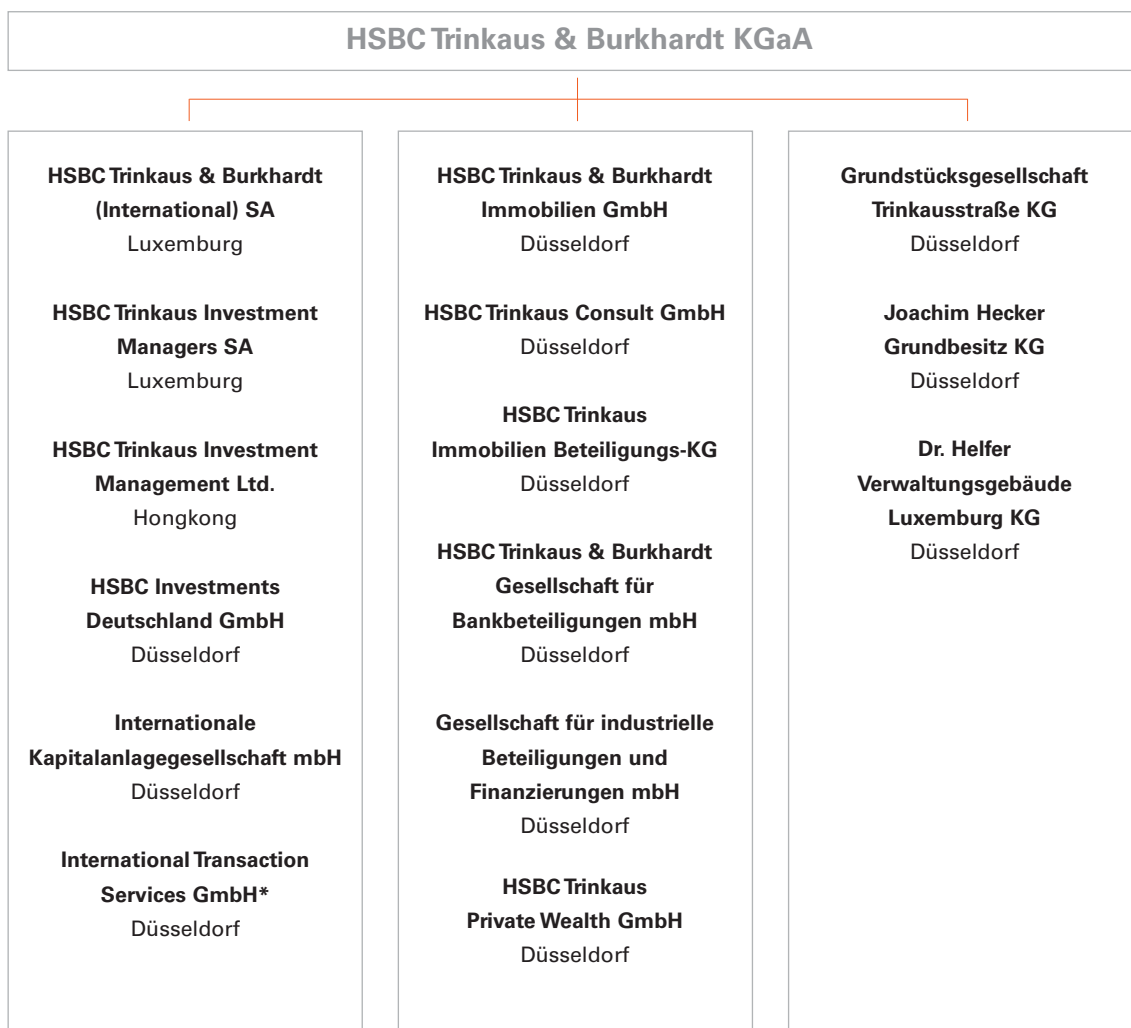 HSBC Trinkaus & Burkhardt KGaA
HSBC Trinkaus & Burkhardt
(International) SA
Luxemburg
HSBC Trinkaus Investment
Managers SA
Luxemburg
HSBC Trinkaus Investment
Management Ltd.
Hongkong
HSBC Investments
Deutschland GmbH
Düsseldorf
Internationale
Kapitalanlagegesellschaft mbH
Düsseldorf
International Transaction
Services GmbH*
Düsseldorf
HSBC Trinkaus & Burkhardt
Immobilien GmbH
Düsseldorf
HSBC Trinkaus Consult GmbH
Düsseldorf
HSBC Trinkaus
Immobilien Beteiligungs-KG
Düsseldorf
HSBC Trinkaus & Burkhardt
Gesellschaft für
Bankbeteiligungen mbH
Düsseldorf
Gesellschaft für industrielle
Beteiligungen und
Finanzierungen mbH
Düsseldorf
HSBC Trinkaus
Private Wealth GmbH
Düsseldorf
Grundstücksgesellschaft
Trinkausstraße KG
Düsseldorf
Joachim Hecker
Grundbesitz KG
Düsseldorf
Dr. Helfer
Verwaltungsgebäude
Luxemburg KG
Düsseldorf